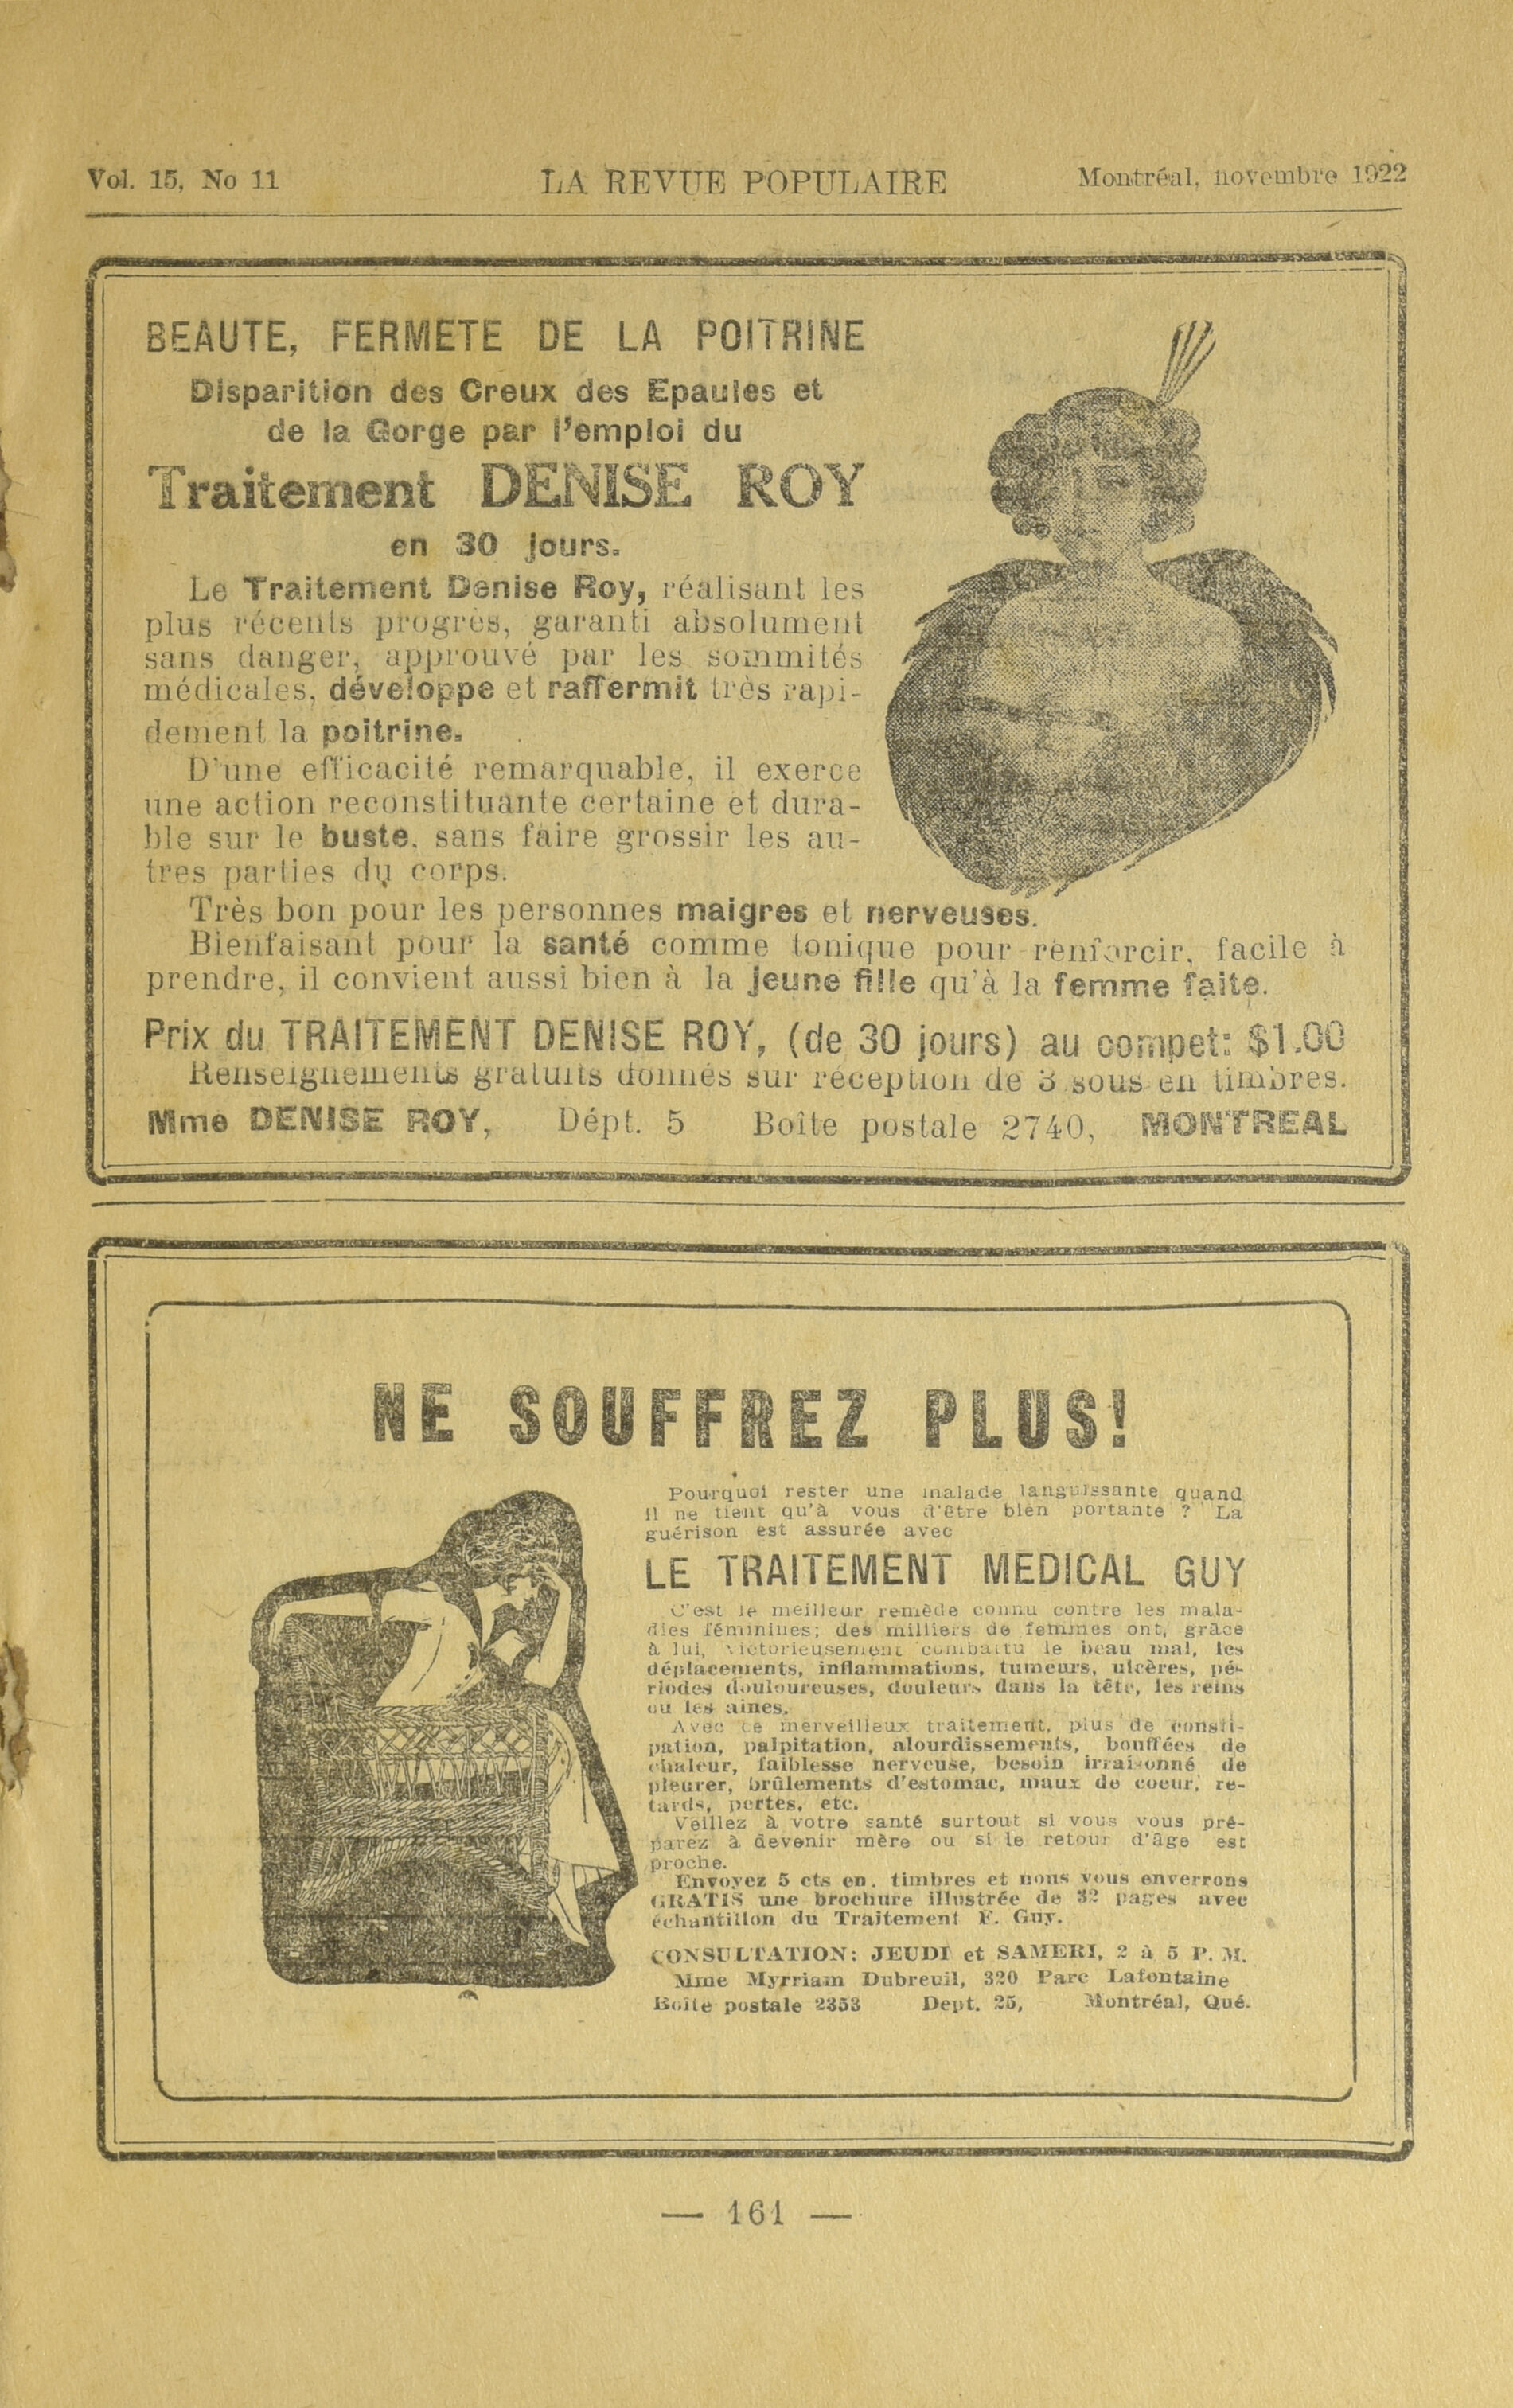 Vol. 15, No 11
LA REVUE POPULAIRE
Montréal, novembre 1922
BEAUTE, FERMETE DE LA POITRINE
Disparition des Creux des Epaules et
de la Gorge par l'emploi du
Traitement DENISE ROY
en 30 jours.
Le Traitement Denise Roy, réalisant les
plus récents progrès, garanti absolument
sans danger, approuvé par les sommités
médicales, développe et raffermit très rapi-
dement la poitrine.
D'une efficacité remarquable, il exerce
une action reconstituante certaine et dura-
ble sur le buste, sans faire grossir les au-
tres parties du corps.
Très bon pour les personnes maigres et nerveuses.
Bienfaisant pour la santé comme tonique pour renforcir, facile à
prendre, il convient aussi bien à la jeune fille qu'à la femme faite.
Prix du TRAITEMENT DENISE ROY, (de 30 jours) au compet: $1.00
Renseignements gratuits donnés sur réception de 3 sous en timbres.
Mme DENISE ROY, Dépt. 5 Boîte postale 2740, MONTREAL
NE SOUFFREZ PLUS!
Pourquoi rester une malade languissante quand
il ne tient qu'à vous d'être bien portante ? La
guérison est assurée avec
LE TRAITEMENT MEDICAL GUY
C'est le meilleur remède connu contre les mala-
dies féminines; des milliers de femmes ont, grâce
à lui, victorieusement combattu le beau mal, les
déplacements, inflammations, tumeurs, ulcères, pé-
riodes douloureuses, douleurs dans la tête, les reins
ou les aines.
Avec ce merveilleux traitement, plus de consti-
pation, palpitation, alourdissements, bouffées de
chaleur, faiblesse nerveuse, besoin irraisonné de
pleurer, brûlements d'estomac, maux de coeur, re-
tards, pertes, etc.
Veillez à votre santé surtout si vous vous pré-
parez à devenir mère ou si le retour d'âge est
proche.
Envoyez 5 cts en. timbres et nous vous enverrons
GRATIS une brochure illustrée de 32 pages avec
échantillon du Traitement F. Guy.
CONSULTATION: JEUDI et SAMERI, 2 à 5 P. M.
Mme Myrriam Dubreuil, 320 Parc Lafontaine
Boîte postale 2353 Dept. 25, Montréal, Qué.
— 161 —